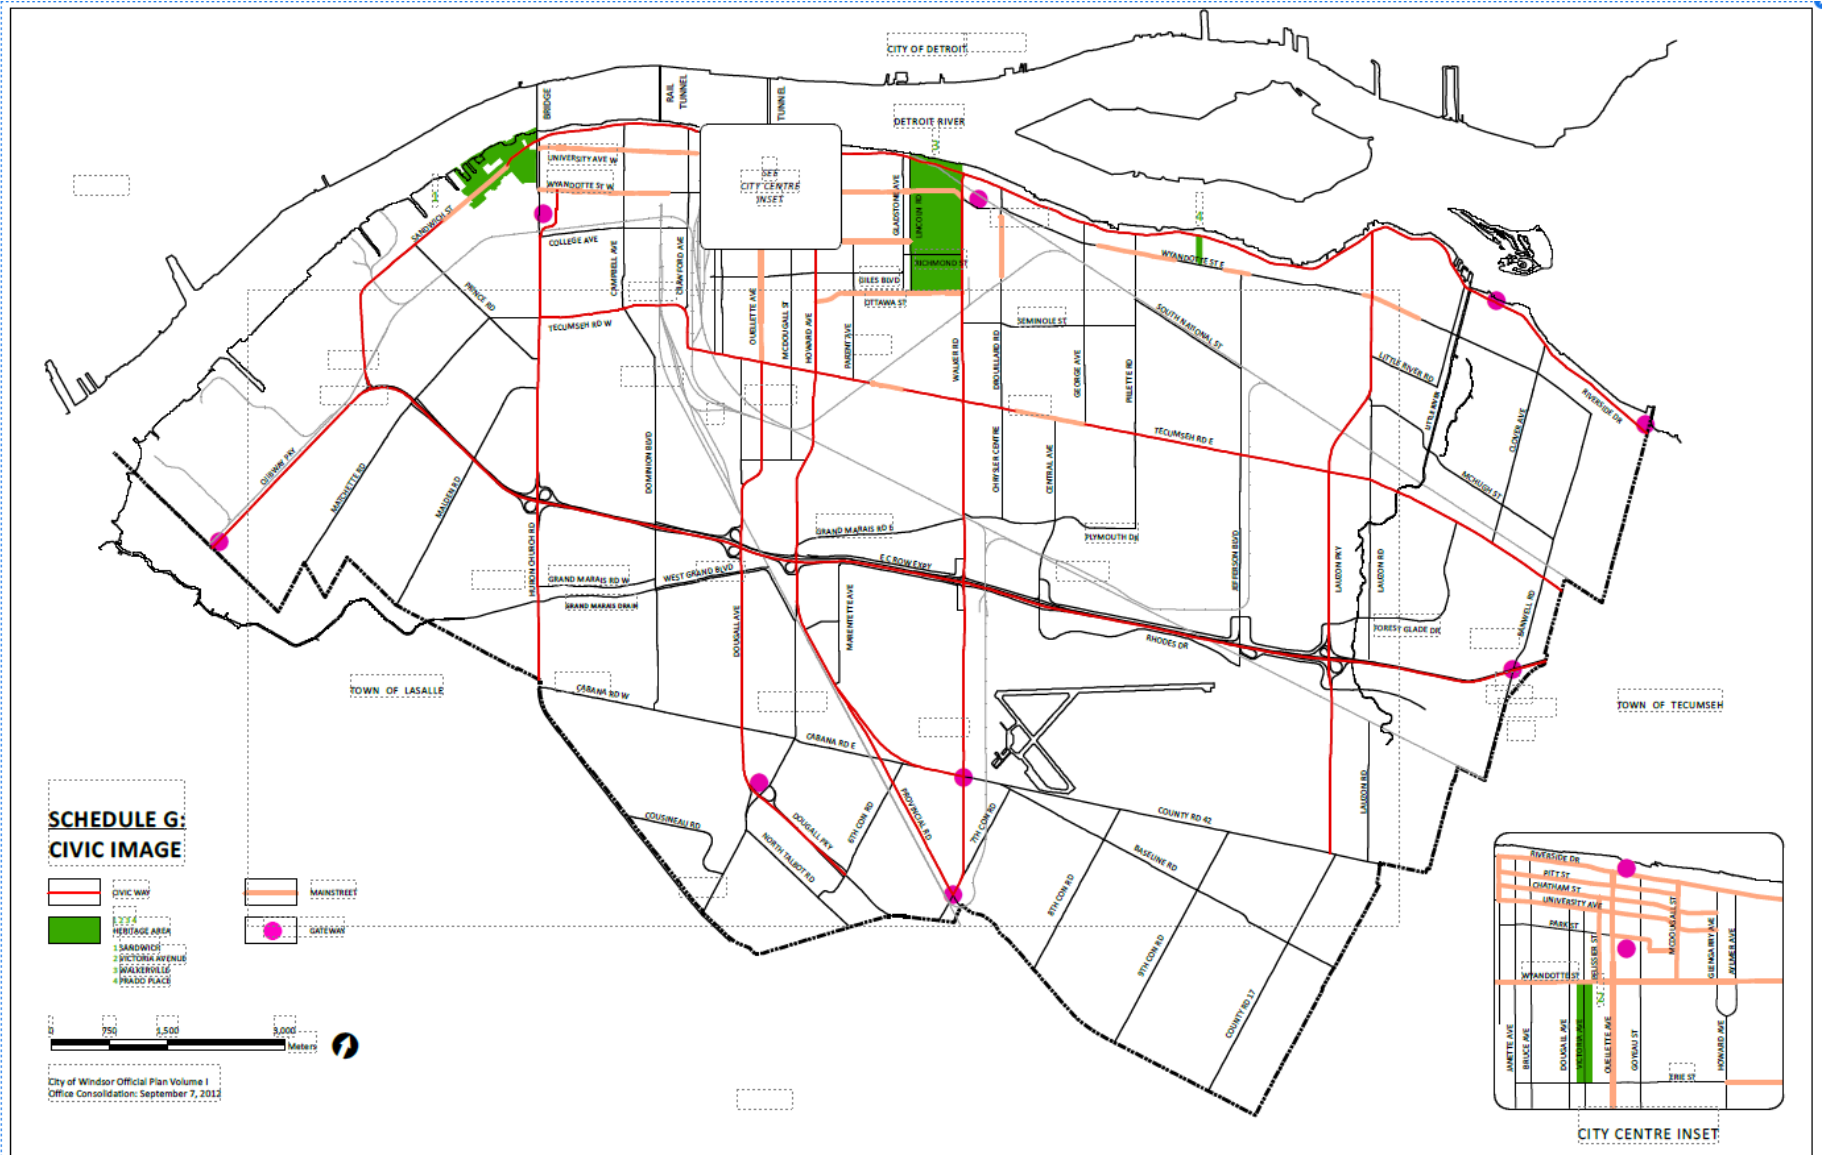 CITY OF DETROIT
BRIDGE
RAIL
TUNNEL
TUNNEL
DETROIT RIVER
3
UNIVERSITY AVE W
WYANDOTTE ST W
SEE
CITY CENTRE
INSET
GLADSTONE AVE
LINCOLN RD
RICHMOND ST
SANDWICH ST
COLLEGE AVE
CAMPBELL AVE
CRAWFORD AVE
WYANDOTTE ST E
GILES BLVD
OTTAWA ST
PRINCE RD
TECUMSEH RD W
OUELLETTE AVE
MCDOUGALL ST
HOWARD AVE
PARENT AVE
WALKER RD
SEMINOLE ST
DROUILLARD RD
GEORGE AVE
PILLETTE RD
SOUTH NATIONAL ST
LITTLE RIVER RD
LITTLE RIVER
CLOVER AVE
RIVERSIDE DR
TECUMSEH RD E
MCHUGH ST
OJIBWAY PKY
MATCHETTE RD
MALDEN RD
DOMINION BLVD
CHRYSLER CENTRE
CENTRAL AVE
HURON CHURCH RD
GRAND MARAIS RD E
PLYMOUTH DR
E C ROW EXPY
JEFFERSON BLVD
LAUZON PKY
LAUZON RD
GRAND MARAIS RD W
WEST GRAND BLVD
GRAND MARAIS DRAIN
DOUGALL AVE
MARENTETTE AVE
RHODES DR
FOREST GLADE DR
BANWELL RD
TOWN OF LASALLE
CABANA RD W
CABANA RD E
TOWN OF TECUMSEH
LAUZON RD
COUSINEAU RD
DOUGALL PKY
NORTH TALBOT RD
6TH CON RD
PROVINCIAL RD
7TH CON RD
COUNTY RD 42
BASELINE RD
8TH CON RD
9TH CON RD
COUNTY RD 17
SCHEDULE G:
CIVIC IMAGE
CIVIC WAY
MAINSTREET
1 2 3 4
HERITAGE AREA
GATEWAY
1 SANDWICH
2 VICTORIA AVENUE
3 WALKERVILLE
4 PRADO PLACE
0 750 1,500 3,000
Meters
City of Windsor Official Plan Volume I
Office Consolidation: September 7, 2012
RIVERSIDE DR
PITT ST
CHATHAM ST
UNIVERSITY AVE
PARK ST
WYANDOTTE ST
PELISSIER ST
MCDOUGALL ST
GLENGARRY AVE
AYLMER AVE
JANETTE AVE
BRUCE AVE
DOUGALL AVE
VICTORIA AVE
OUELLETTE AVE
GOYEAU ST
HOWARD AVE
ERIE ST
CITY CENTRE INSET